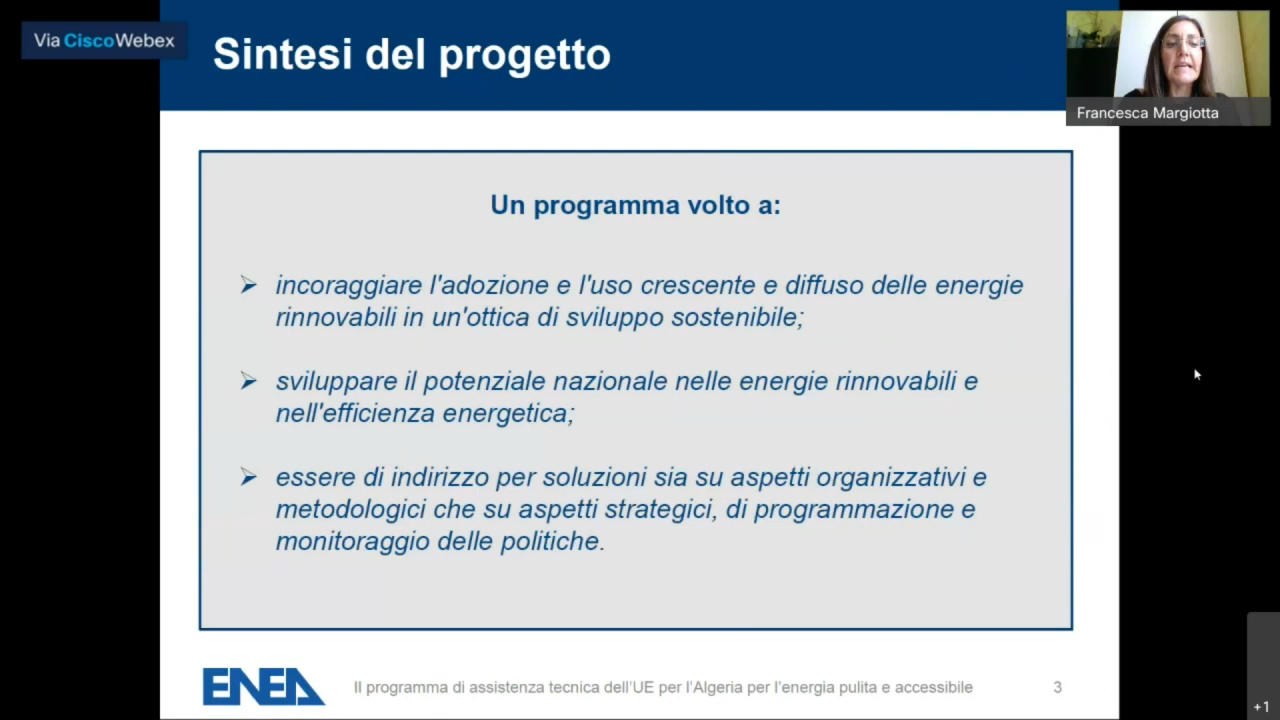 Via CiscoWebex
Sintesi del progetto
Francesca Margiotta
Un programma volto a:
incoraggiare l'adozione e l'uso crescente e diffuso delle energie
rinnovabili in un'ottica di sviluppo sostenibile;
sviluppare il potenziale nazionale nelle energie rinnovabili e
nell'efficienza energetica;
essere di indirizzo per soluzioni sia su aspetti organizzativi e
metodologici che su aspetti strategici, di programmazione e
monitoraggio delle politiche.
ENEA
Il programma di assistenza tecnica dell'UE per l'Algeria per l'energia pulita e accessibile
3
+1